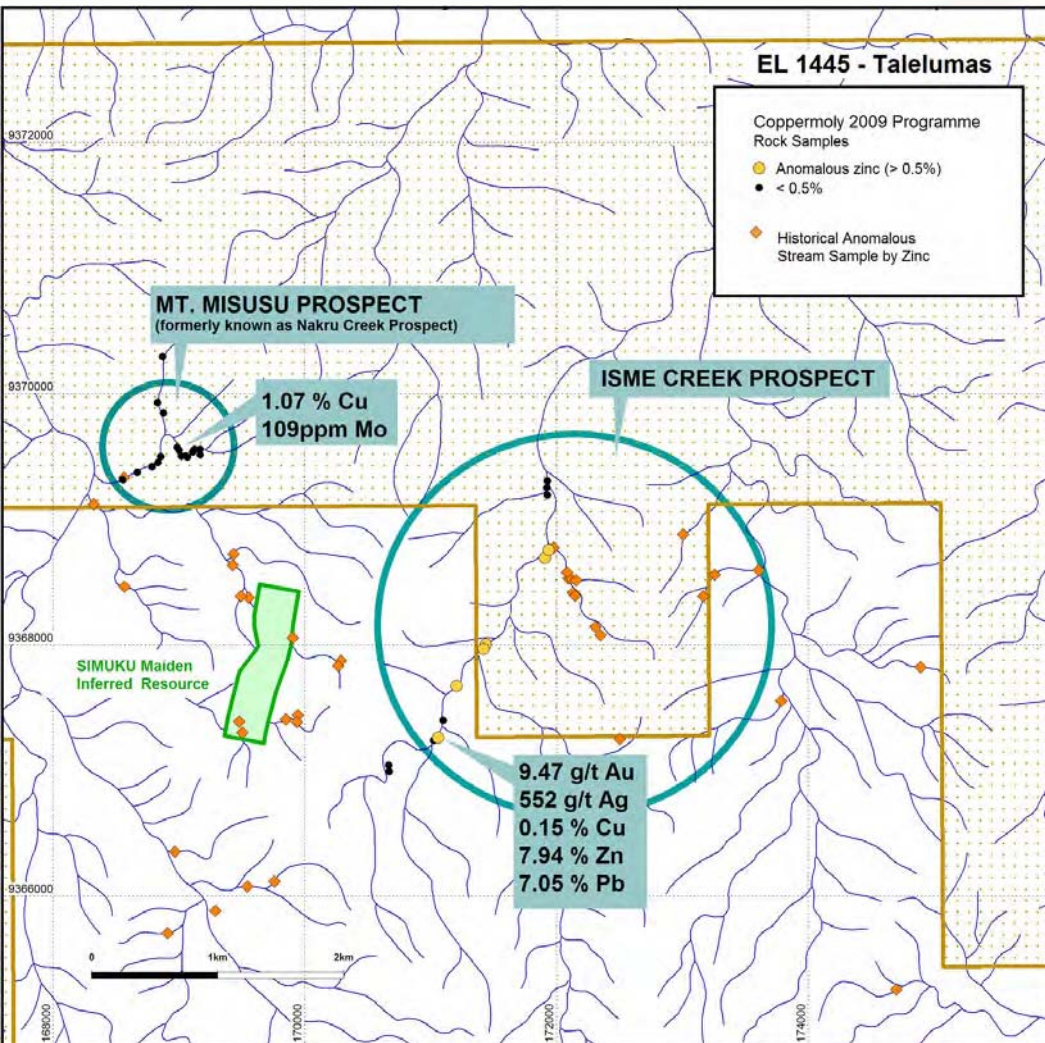 EL 1445 - Talelumas
Coppermoly 2009 Programme
Rock Samples
Anomalous zinc (> 0.5%)
< 0.5%
Historical Anomalous
Stream Sample by Zinc
9372000
MT. MISUSU PROSPECT
(formerly known as Nakru Creek Prospect)
9370000
1.07 % Cu
109ppm Mo
ISME CREEK PROSPECT
9368000
SIMUKU Maiden
Inferred Resource
9.47 g/t Au
552 g/t Ag
0.15 % Cu
7.94 % Zn
7.05 % Pb
9366000
0 1km 2km
168000
170000
172000
174000